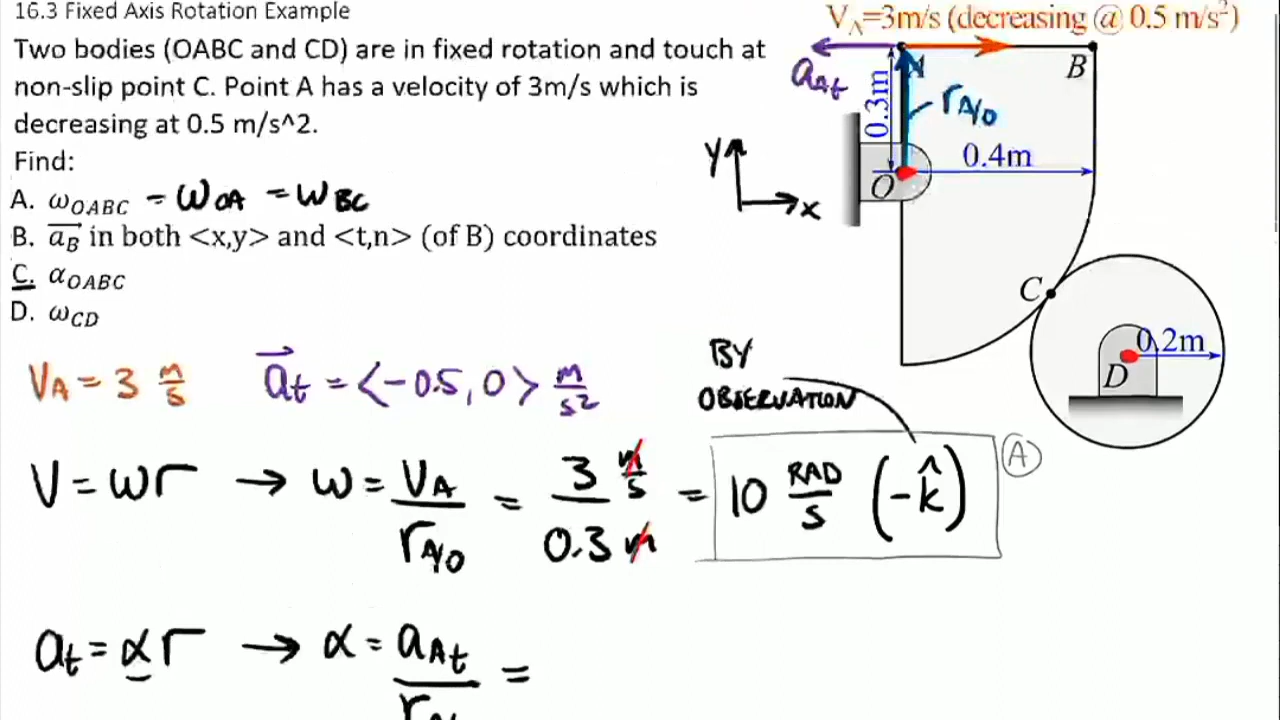 16.3 Fixed Axis Rotation Example
Two bodies (OABC and CD) are in fixed rotation and touch at
non-slip point C. Point A has a velocity of 3m/s which is
decreasing at 0.5 m/s^2.
Find:
A. ω_OABC = ω_OA = ω_BC
B. a⃗_B in both <x,y> and <t,n> (of B) coordinates
C. α_OABC
D. ω_CD
V_A=3m/s (decreasing @ 0.5 m/s²)
a_At
B
0.3m
r_A/O
0.4m
O
y
x
C
0.2m
D
V_A = 3 m/s
a⃗_t = <-0.5, 0> m/s²
BY
OBSERVATION
V = ωr → ω = V_A/r_A/O = 3 m/s / 0.3 m = 10 RAD/S (-k̂)
A
a_t = αr → α = a_At/r =